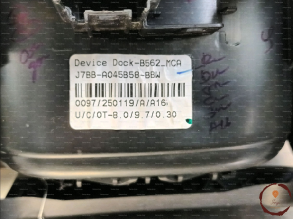 Device Dock-B562_MCA
J7BB-A045B58-BBW
0097/250119/A/A16
U/C/OT-8.0/9.7/0.30